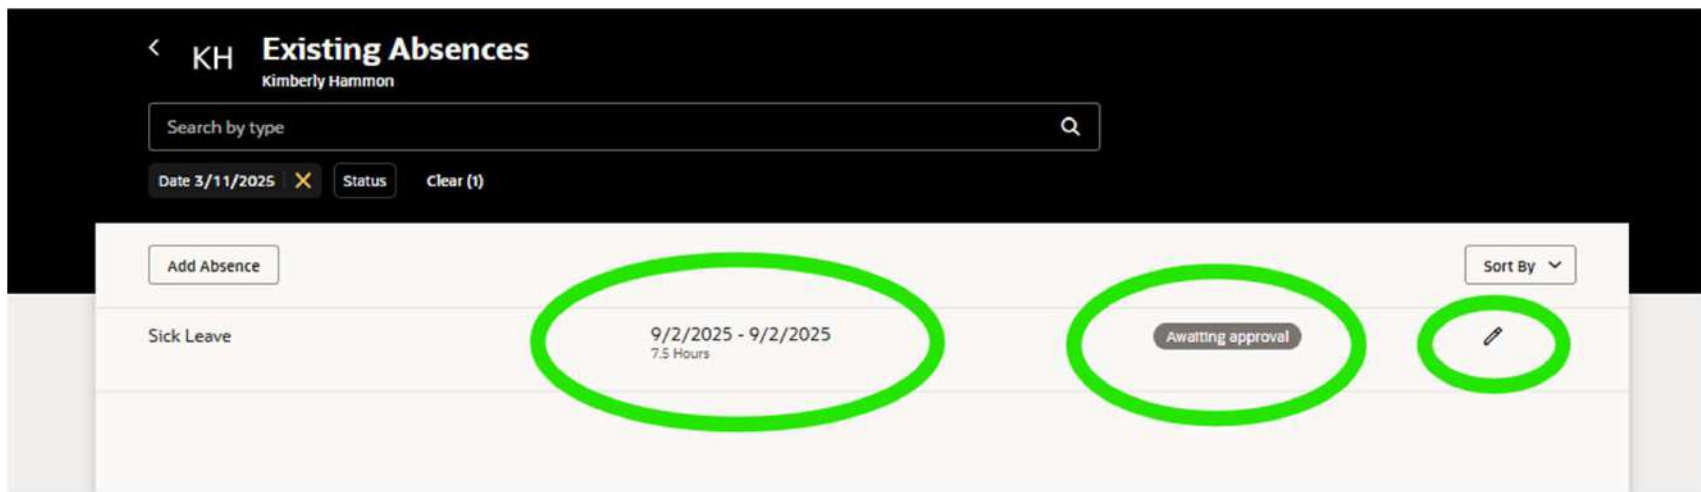 KH
Existing Absences
Kimberly Hammon
Search by type
Date 3/11/2025
Status
Clear (1)
Add Absence
Sort By
Sick Leave
9/2/2025 - 9/2/2025
7.5 Hours
Awaiting approval